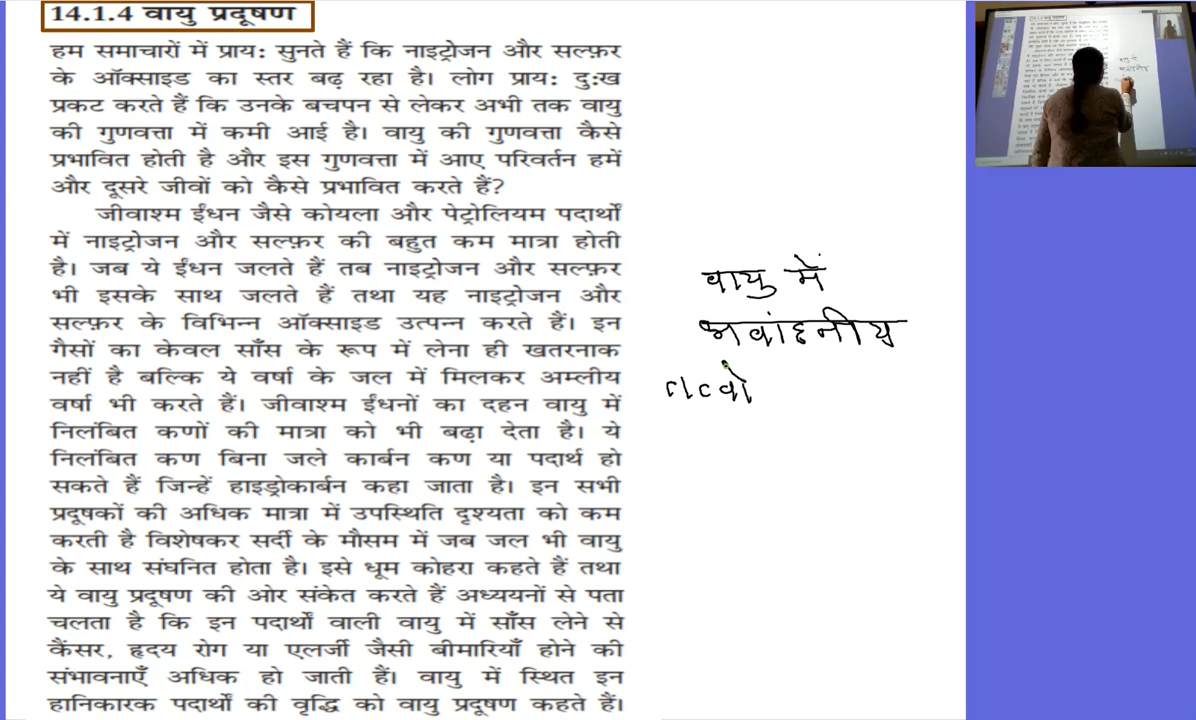 14.1.4 वायु प्रदूषण
हम समाचारों में प्राय: सुनते हैं कि नाइट्रोजन और सल्फ़र
के ऑक्साइड का स्तर बढ़ रहा है। लोग प्राय: दु:ख
प्रकट करते हैं कि उनके बचपन से लेकर अभी तक वायु
की गुणवत्ता में कमी आई है। वायु की गुणवत्ता कैसे
प्रभावित होती है और इस गुणवत्ता में आए परिवर्तन हमें
और दूसरे जीवों को कैसे प्रभावित करते हैं?
जीवाश्म ईंधन जैसे कोयला और पेट्रोलियम पदार्थों
में नाइट्रोजन और सल्फ़र की बहुत कम मात्रा होती
है। जब ये ईंधन जलते हैं तब नाइट्रोजन और सल्फ़र
भी इसके साथ जलते हैं तथा यह नाइट्रोजन और
सल्फ़र के विभिन्न ऑक्साइड उत्पन्न करते हैं। इन
गैसों का केवल साँस के रूप में लेना ही खतरनाक
नहीं है बल्कि ये वर्षा के जल में मिलकर अम्लीय
वर्षा भी करते हैं। जीवाश्म ईंधनों का दहन वायु में
निलंबित कणों की मात्रा को भी बढ़ा देता है। ये
निलंबित कण बिना जले कार्बन कण या पदार्थ हो
सकते हैं जिन्हें हाइड्रोकार्बन कहा जाता है। इन सभी
प्रदूषकों की अधिक मात्रा में उपस्थिति दृश्यता को कम
करती है विशेषकर सर्दी के मौसम में जब जल भी वायु
के साथ संघनित होता है। इसे धूम कोहरा कहते हैं तथा
ये वायु प्रदूषण की ओर संकेत करते हैं अध्ययनों से पता
चलता है कि इन पदार्थों वाली वायु में साँस लेने से
कैंसर, हृदय रोग या एलर्जी जैसी बीमारियाँ होने की
संभावनाएँ अधिक हो जाती हैं। वायु में स्थित इन
हानिकारक पदार्थों की वृद्धि को वायु प्रदूषण कहते हैं।
वायु में
अवांछनीय
तत्वो